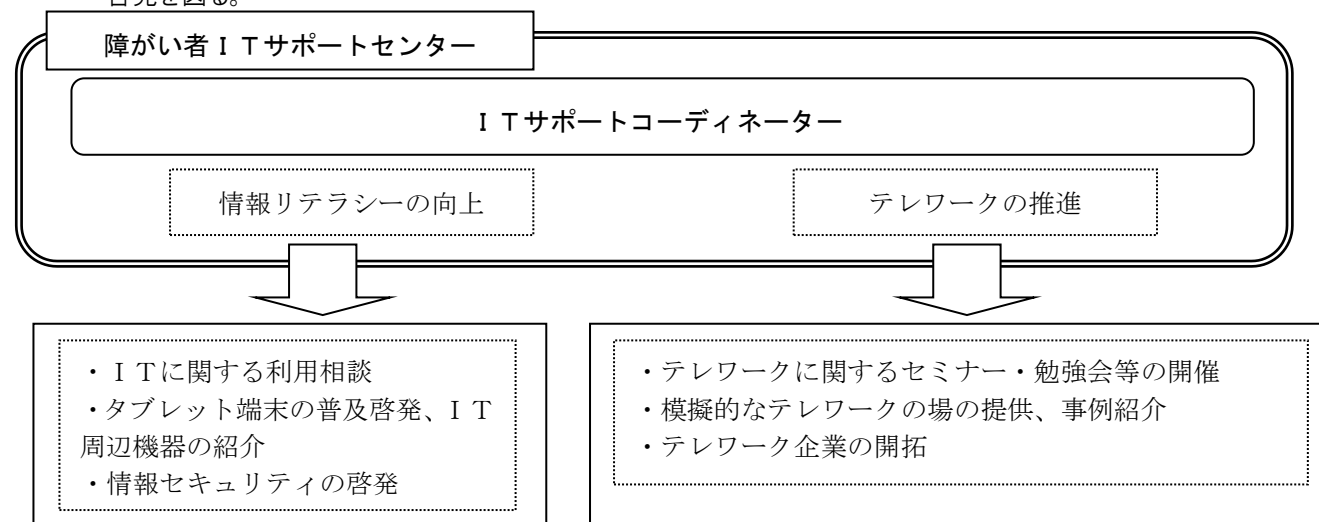 啓発を図る。
障がい者ＩＴサポートセンター
ＩＴサポートコーディネーター
情報リテラシーの向上
テレワークの推進
・ＩＴに関する利用相談
・タブレット端末の普及啓発、ＩＴ
周辺機器の紹介
・情報セキュリティの啓発
・テレワークに関するセミナー・勉強会等の開催
・模擬的なテレワークの場の提供、事例紹介
・テレワーク企業の開拓